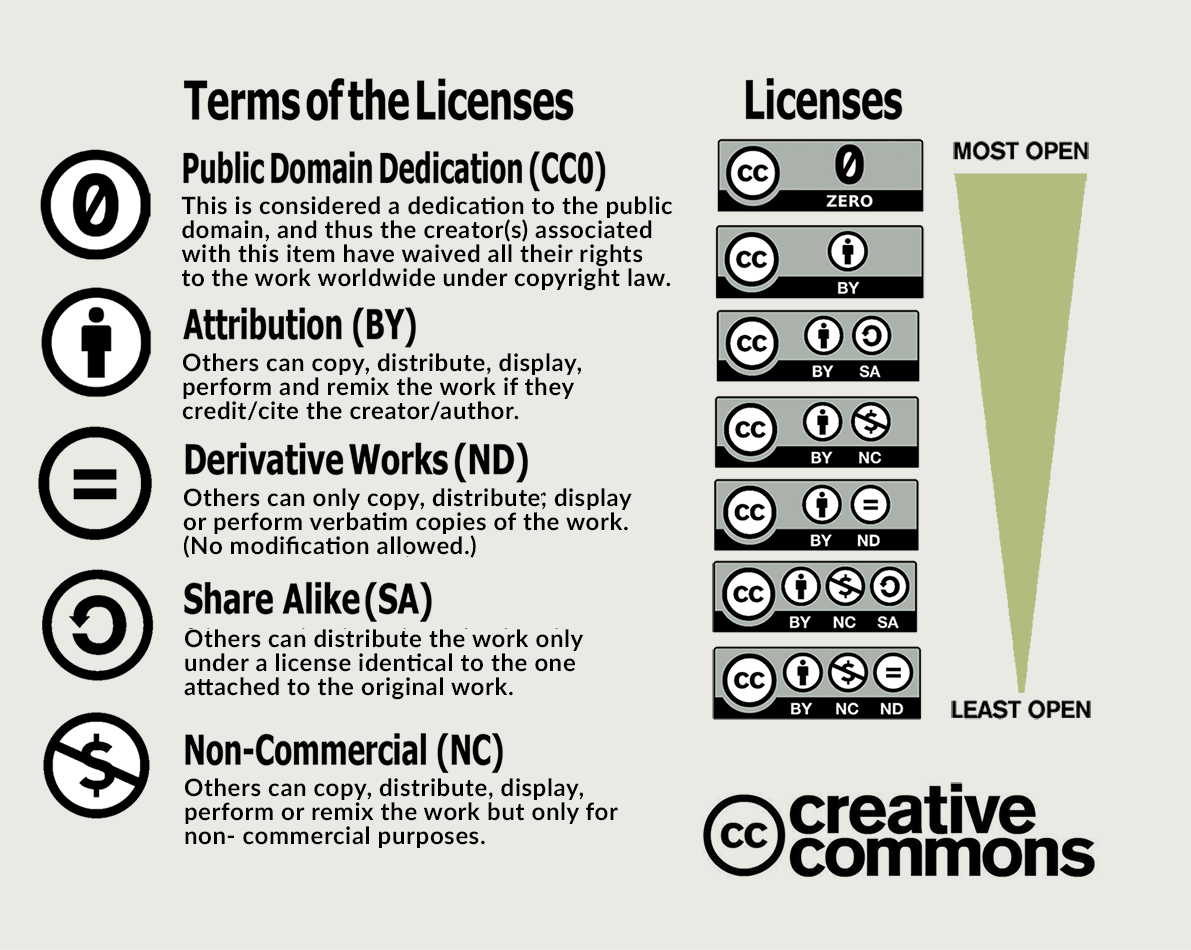 Terms of the Licenses
0
Public Domain Dedication (CC0)
This is considered a dedication to the public
domain, and thus the creator(s) associated
with this item have waived all their rights
to the work worldwide under copyright law.
Attribution (BY)
Others can copy, distribute, display,
perform and remix the work if they
credit/cite the creator/author.
=
Derivative Works (ND)
Others can only copy, distribute; display
or perform verbatim copies of the work.
(No modification allowed.)
Share Alike (SA)
Others can distribute the work only
under a license identical to the one
attached to the original work.
$
Non-Commercial (NC)
Others can copy, distribute, display,
perform or remix the work but only for
non- commercial purposes.
Licenses
cc 0
ZERO
cc
BY
cc
BY SA
cc $
BY NC
cc =
BY ND
cc $
BY NC SA
cc $ =
BY NC ND
MOST OPEN
LEAST OPEN
cc creative
commons